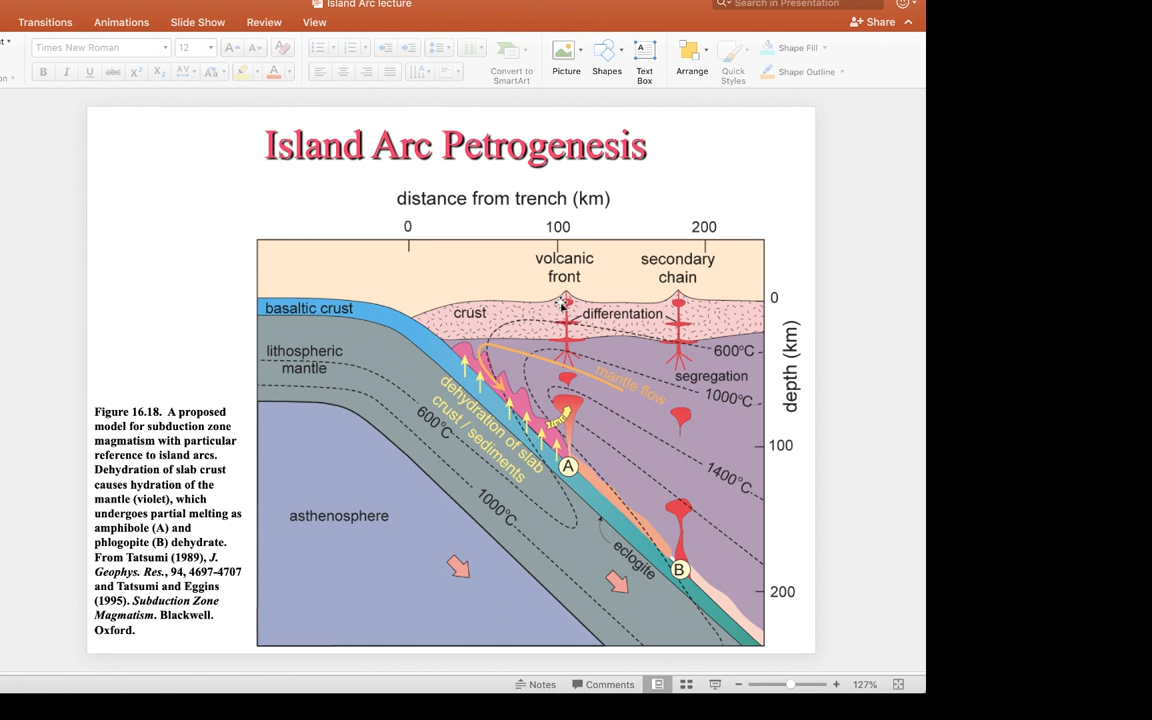 Island Arc lecture
Search in Presentation
Transitions Animations Slide Show Review View
Share
Times New Roman 12
Convert to
SmartArt
Picture Shapes Text
Box
Arrange Quick
Styles
Shape Fill
Shape Outline
Island Arc Petrogenesis
distance from trench (km)
0 100 200
volcanic
front
secondary
chain
basaltic crust
crust
differentation
0
lithospheric
mantle
600°C
segregation
mantle flow
1000°C
depth (km)
dehydration of slab
crust / sediments
600°C
100
A
1400°C
1000°C
asthenosphere
eclogite
B
200
Figure 16.18. A proposed
model for subduction zone
magmatism with particular
reference to island arcs.
Dehydration of slab crust
causes hydration of the
mantle (violet), which
undergoes partial melting as
amphibole (A) and
phlogopite (B) dehydrate.
From Tatsumi (1989), J.
Geophys. Res., 94, 4697-4707
and Tatsumi and Eggins
(1995). Subduction Zone
Magmatism. Blackwell.
Oxford.
Notes Comments 127%